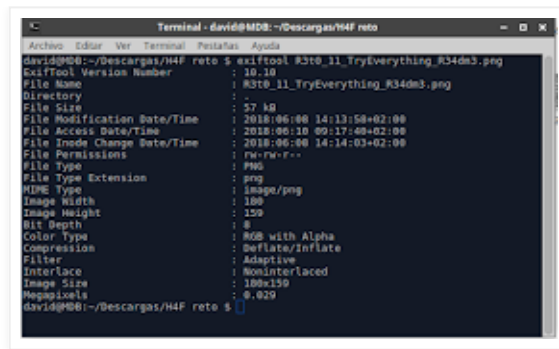 Terminal - david@MDB: ~/Descargas/H4F reto
Archivo Editar Ver Terminal Pestañas Ayuda
david@MDB:~/Descargas/H4F reto $ exiftool R3t0_11_TryEverything_R34dm3.png
ExifTool Version Number : 10.10
File Name : R3t0_11_TryEverything_R34dm3.png
Directory : .
File Size : 57 kB
File Modification Date/Time : 2018:06:08 14:13:58+02:00
File Access Date/Time : 2018:06:10 09:17:40+02:00
File Inode Change Date/Time : 2018:06:08 14:14:03+02:00
File Permissions : rw-rw-r--
File Type : PNG
File Type Extension : png
MIME Type : image/png
Image Width : 180
Image Height : 159
Bit Depth : 8
Color Type : RGB with Alpha
Compression : Deflate/Inflate
Filter : Adaptive
Interlace : Noninterlaced
Image Size : 180x159
Megapixels : 0.029
david@MDB:~/Descargas/H4F reto $